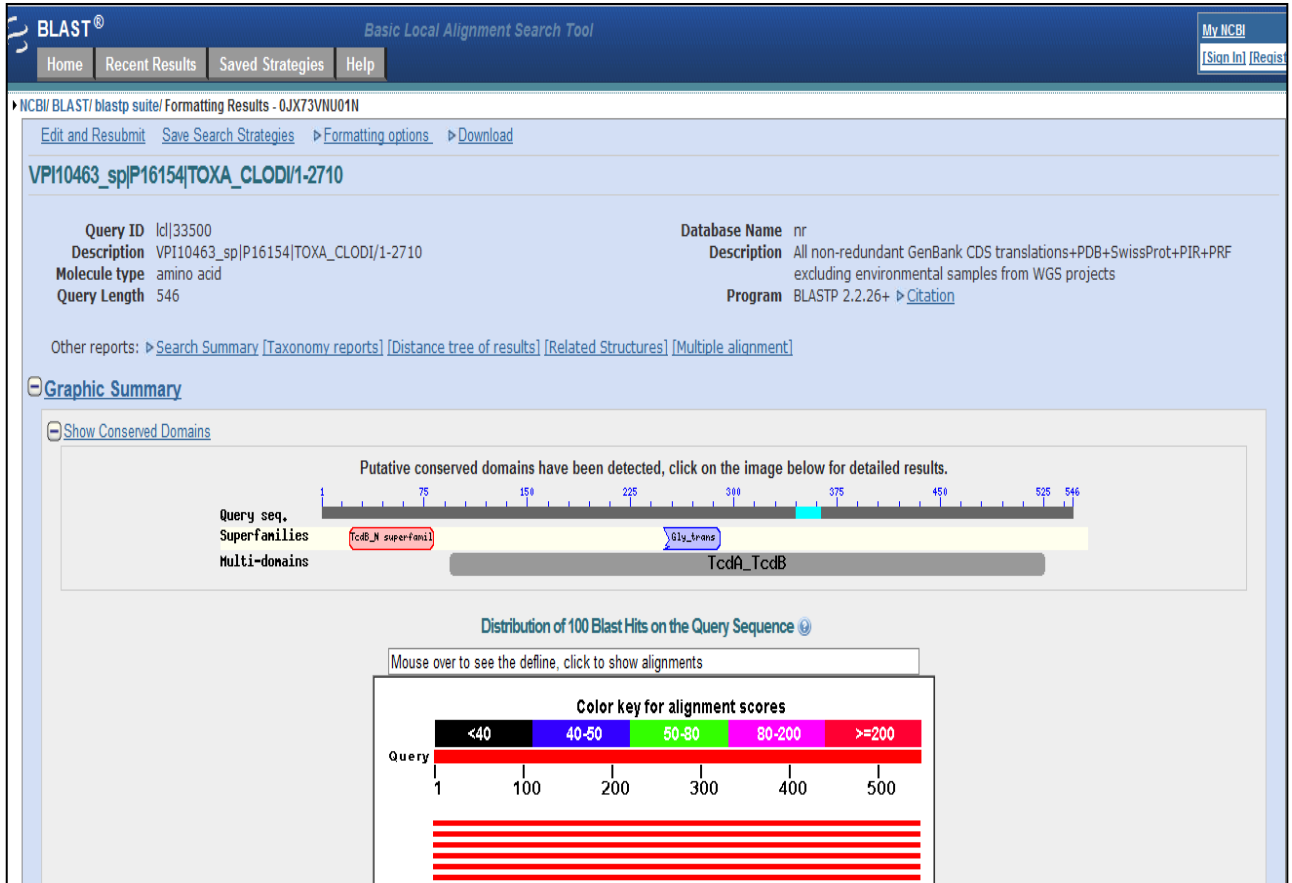 BLAST® Basic Local Alignment Search Tool My NCBI
Home Recent Results Saved Strategies Help [Sign In] [Regist
NCBI/ BLAST/ blastp suite/ Formatting Results - 0JX73VNU01N
Edit and Resubmit Save Search Strategies Formatting options Download
VPI10463_sp|P16154|TOXA_CLODI/1-2710
Query ID lcl|33500 Database Name nr
Description VPI10463_sp|P16154|TOXA_CLODI/1-2710 Description All non-redundant GenBank CDS translations+PDB+SwissProt+PIR+PRF
Molecule type amino acid excluding environmental samples from WGS projects
Query Length 546 Program BLASTP 2.2.26+ Citation
Other reports: Search Summary [Taxonomy reports] [Distance tree of results] [Related Structures] [Multiple alignment]
Graphic Summary
Show Conserved Domains
Putative conserved domains have been detected, click on the image below for detailed results.
1 75 150 225 300 375 450 525 546
Query seq.
Superfamilies TcdB_N superfamil Gly_trans
Multi-domains TcdA_TcdB
Distribution of 100 Blast Hits on the Query Sequence
Mouse over to see the defline, click to show alignments
Color key for alignment scores
<40 40-50 50-80 80-200 >=200
Query
1 100 200 300 400 500